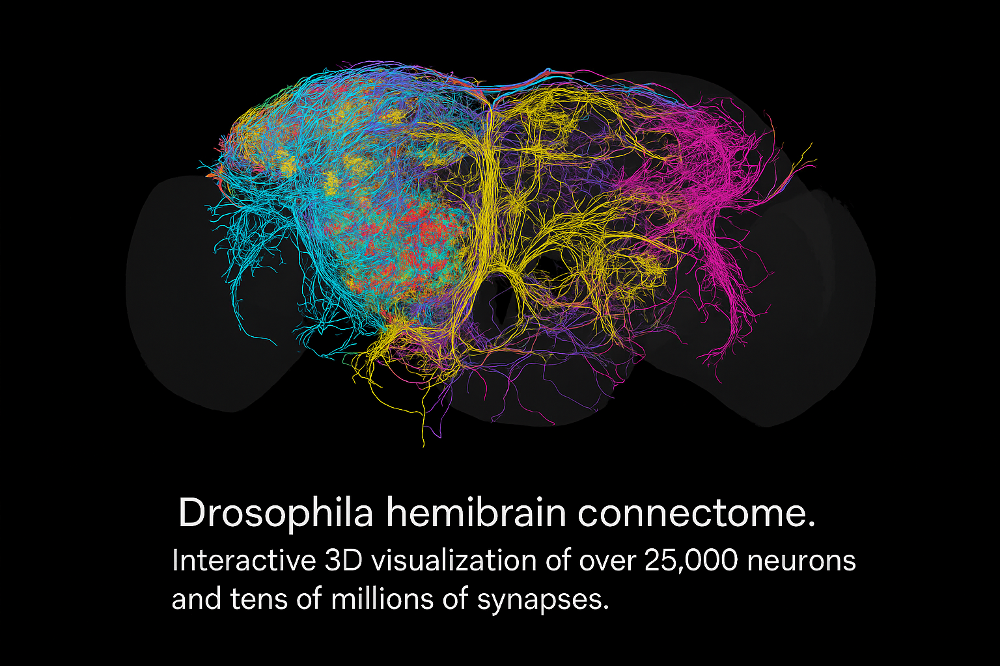 Drosophila hemibrain connectome.
Interactive 3D visualization of over 25,000 neurons
and tens of millions of synapses.